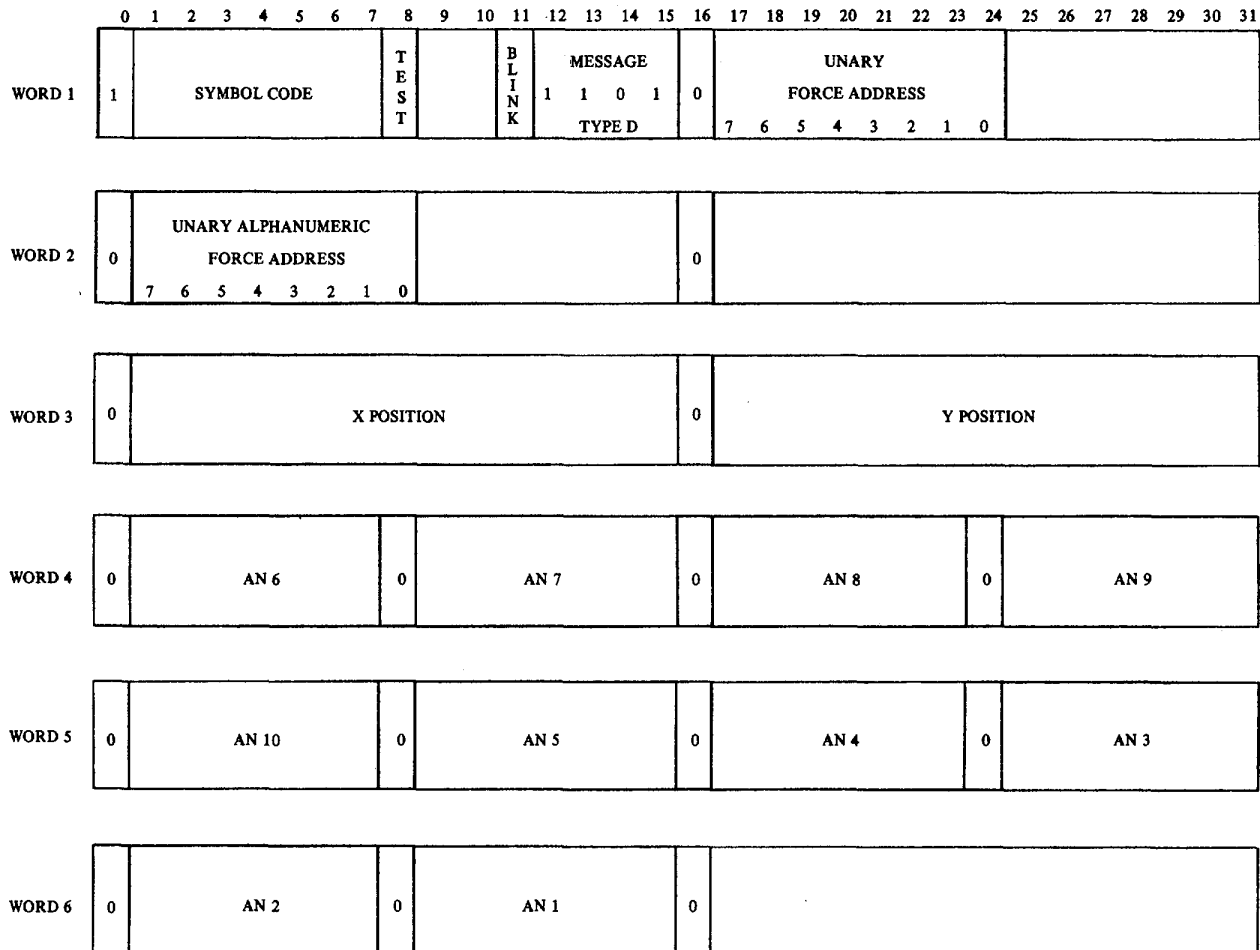 0 1 2 3 4 5 6 7 8 9 10 11 12 13 14 15 16 17 18 19 20 21 22 23 24 25 26 27 28 29 30 31
WORD 1 1 SYMBOL CODE TEST BLINK MESSAGE 1 1 0 1 TYPE D 0 UNARY FORCE ADDRESS 7 6 5 4 3 2 1 0
WORD 2 0 UNARY ALPHANUMERIC FORCE ADDRESS 7 6 5 4 3 2 1 0 0
WORD 3 0 X POSITION 0 Y POSITION
WORD 4 0 AN 6 0 AN 7 0 AN 8 0 AN 9
WORD 5 0 AN 10 0 AN 5 0 AN 4 0 AN 3
WORD 6 0 AN 2 0 AN 1 0